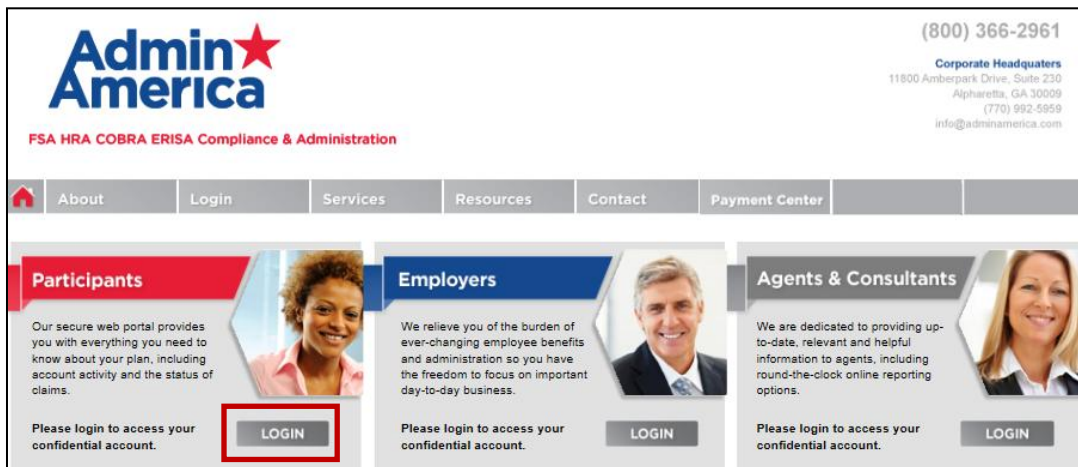 Admin
America
FSA HRA COBRA ERISA Compliance & Administration
(800) 366-2961
Corporate Headquaters
11800 Amberpark Drive, Suite 230
Alpharetta, GA 30009
(770) 992-5959
info@adminamerica.com
About Login Services Resources Contact Payment Center
Participants
Our secure web portal provides
you with everything you need to
know about your plan, including
account activity and the status of
claims.
Please login to access your
confidential account.
LOGIN
Employers
We relieve you of the burden of
ever-changing employee benefits
and administration so you have
the freedom to focus on important
day-to-day business.
Please login to access your
confidential account.
LOGIN
Agents & Consultants
We are dedicated to providing up-
to-date, relevant and helpful
information to agents, including
round-the-clock online reporting
options.
Please login to access your
confidential account.
LOGIN